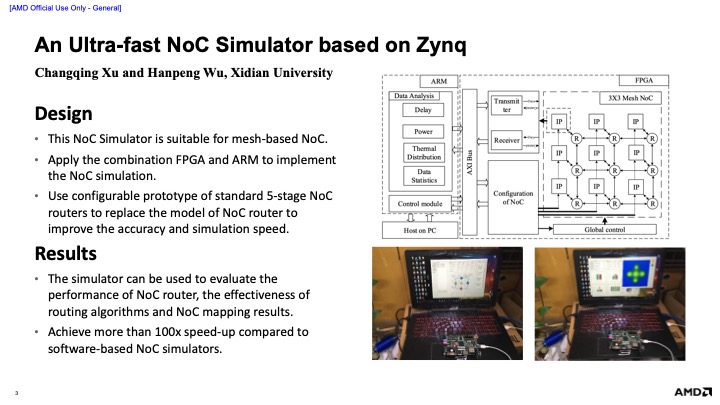 [AMD Official Use Only - General]
An Ultra-fast NoC Simulator based on Zynq
Changqing Xu and Hanpeng Wu, Xidian University
Design
• This NoC Simulator is suitable for mesh-based NoC.
• Apply the combination FPGA and ARM to implement
the NoC simulation.
• Use configurable prototype of standard 5-stage NoC
routers to replace the model of NoC router to
improve the accuracy and simulation speed.
Results
• The simulator can be used to evaluate the
performance of NoC router, the effectiveness of
routing algorithms and NoC mapping results.
• Achieve more than 100x speed-up compared to
software-based NoC simulators.
ARM
Data Analysis
Delay
Power
Thermal
Distribution
Data
Statistics
Control module
Host on PC
AXI Bus
FPGA
Transmit
ter
Receiver
Configuration
of NoC
3X3 Mesh NoC
IP IP IP
R R R
IP IP IP
R R R
IP IP IP
R R R
Global control
3
AMD